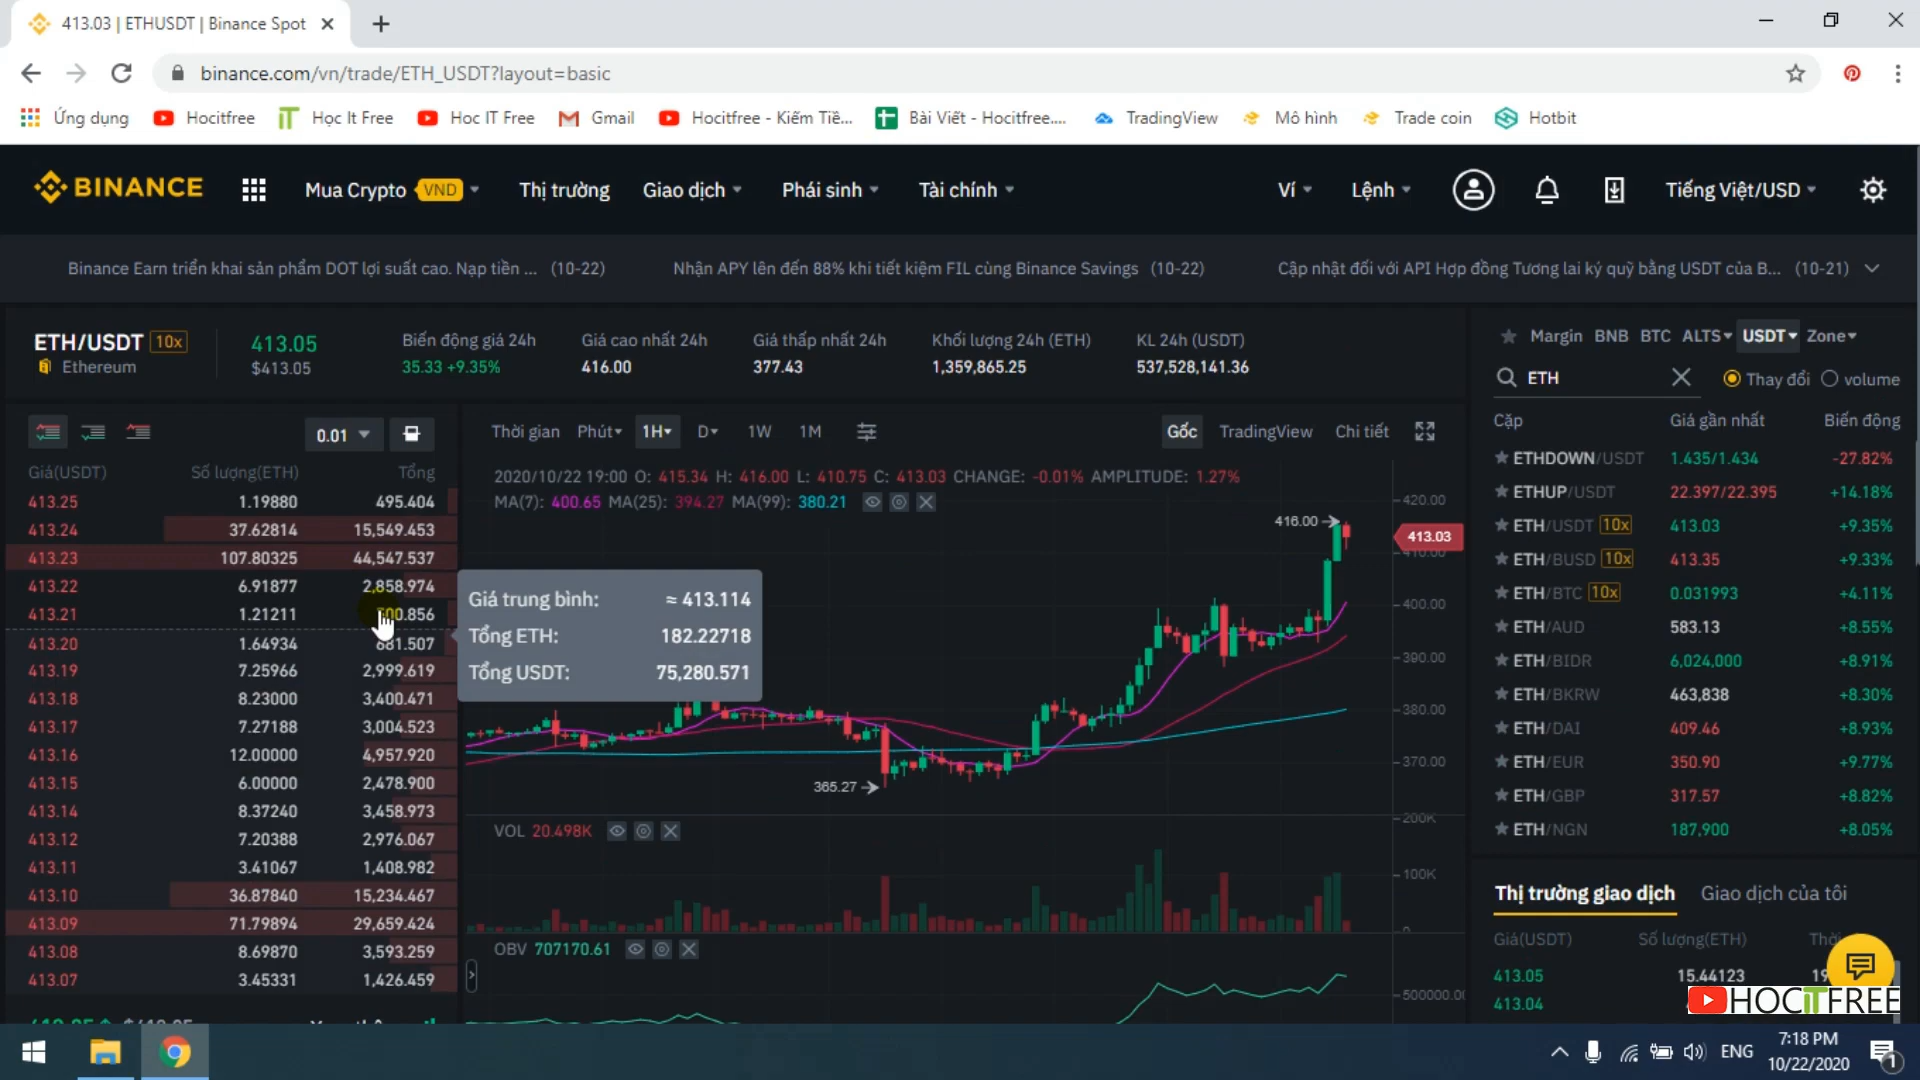 413.03 | ETHUSDT | Binance Spot
binance.com/vn/trade/ETH_USDT?layout=basic
Ứng dụng Hocitfree Học It Free Hoc IT Free Gmail Hocitfree - Kiếm Tiề... Bài Viết - Hocitfree.... TradingView Mô hình Trade coin Hotbit
BINANCE Mua Crypto VND Thị trường Giao dịch Phái sinh Tài chính Ví Lệnh Tiếng Việt/USD
Binance Earn triển khai sản phẩm DOT lợi suất cao. Nạp tiền ... (10-22) Nhận APY lên đến 88% khi tiết kiệm FIL cùng Binance Savings (10-22) Cập nhật đối với API Hợp đồng Tương lai ký quỹ bằng USDT của B... (10-21)
ETH/USDT 10x
Ethereum
413.05
$413.05
Biến động giá 24h
35.33 +9.35%
Giá cao nhất 24h
416.00
Giá thấp nhất 24h
377.43
Khối lượng 24h (ETH)
1,359,865.25
KL 24h (USDT)
537,528,141.36
0.01
Giá(USDT) Số lượng(ETH) Tổng
413.25 1.19880 495.404
413.24 37.62814 15,549.453
413.23 107.80325 44,547.537
413.22 6.91877 2,858.974
413.21 1.21211 00.856
413.20 1.64934 681.507
413.19 7.25966 2,999.619
413.18 8.23000 3,400.471
413.17 7.27188 3,004.523
413.16 12.00000 4,957.920
413.15 6.00000 2,478.900
413.14 8.37240 3,458.973
413.12 7.20388 2,976.067
413.11 3.41067 1,408.982
413.10 36.87840 15,234.467
413.09 71.79894 29,659.424
413.08 8.69870 3,593.259
413.07 3.45331 1,426.459
Giá trung bình: ≈ 413.114
Tổng ETH: 182.22718
Tổng USDT: 75,280.571
Thời gian Phút 1H D 1W 1M Gốc TradingView Chi tiết
2020/10/22 19:00 O: 415.34 H: 416.00 L: 410.75 C: 413.03 CHANGE: -0.01% AMPLITUDE: 1.27%
MA(7): 400.65 MA(25): 394.27 MA(99): 380.21
420.00
416.00
413.03
410.00
400.00
390.00
380.00
370.00
365.27
VOL 20.498K
200K
100K
0
OBV 707170.61
500000.0
Margin BNB BTC ALTS USDT Zone
ETH Thay đổi volume
Cặp Giá gần nhất Biến động
ETHDOWN/USDT 1.435/1.434 -27.82%
ETHUP/USDT 22.397/22.395 +14.18%
ETH/USDT 10x 413.03 +9.35%
ETH/BUSD 10x 413.35 +9.33%
ETH/BTC 10x 0.031993 +4.11%
ETH/AUD 583.13 +8.55%
ETH/BIDR 6,024,000 +8.91%
ETH/BKRW 463,838 +8.30%
ETH/DAI 409.46 +8.93%
ETH/EUR 350.90 +9.77%
ETH/GBP 317.57 +8.82%
ETH/NGN 187,900 +8.05%
Thị trường giao dịch Giao dịch của tôi
Giá(USDT) Số lượng(ETH)
413.05 15.44123 19
413.04
HOCITFREE
ENG
7:18 PM
10/22/2020
1